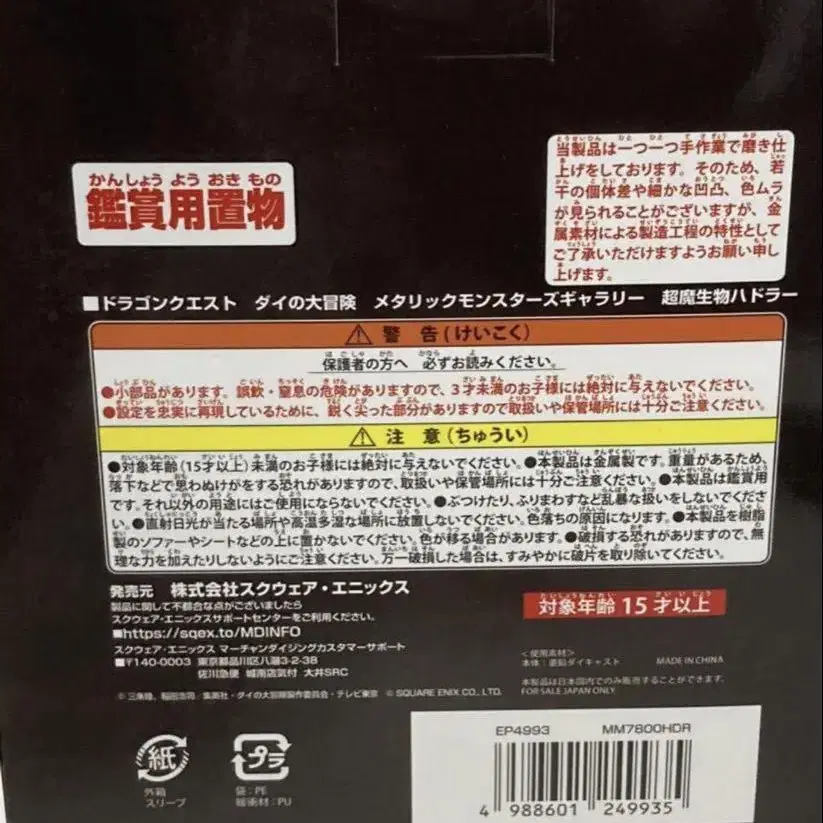 鑑賞用置物
当製品は一つ一つ手作業で磨き仕
上げをしております。そのため、若
干の個体差や細かな凹凸、色ムラ
が見られることがございますが、金
属素材による製造工程の特性として
ご了承いただけますようお願い申し
上げます。
■ドラゴンクエスト ダイの大冒険 メタリックモンスターズギャラリー 超魔生物ハドラー
⚠ 警告(けいこく)
保護者の方へ 必ずお読みください。
●小部品があります。誤飲・窒息の危険がありますので、3才未満のお子様には絶対に与えないでください。
●設定を忠実に再現しているために、鋭く尖った部分がありますので取扱いや保管場所には十分ご注意ください。
⚠ 注意(ちゅうい)
●対象年齢(15才以上)未満のお子様には絶対に与えないでください。●本製品は金属製です。重量があるため、
落下などで思わぬけがをする恐れがありますので、取扱いや保管場所には十分ご注意ください。●本製品は鑑賞用
です。それ以外の用途にはご使用にならないでください。●ぶつけたり、ふりまわすなど乱暴な扱いをしないでくださ
い。●直射日光が当たる場所や高温多湿な場所に放置しないでください。色落ちの原因になります。●本製品を樹脂
製のソファーやシートなどの上に置かないでください。色が移る場合があります。●破損する恐れがありますので、無
理な力を加えたりしないようにご注意ください。万一破損した場合は、すみやかに破片を取り除いてください。
発売元 株式会社スクウェア・エニックス
製品に関して不都合な点がございましたら
スクウェア・エニックスサポートセンターをご利用ください。
■https://sqex.to/MDINFO
スクウェア・エニックス マーチャンダイジングカスタマーサポート
■〒140-0003 東京都品川区八潮3-2-38
佐川急便 城南店気付 大井SRC
対象年齢15才以上
<使用素材>
本体:亜鉛ダイキャスト MADE IN CHINA
本製品は日本国内でのみ販売することができます。
FOR SALE JAPAN ONLY
© 三条陸、稲田浩司/集英社・ダイの大冒険製作委員会・テレビ東京 © SQUARE ENIX CO., LTD.
紙
外箱
スリーブ
プラ
袋:PE
緩衝材:PU
EP4993 MM7800HDR
4 988601 249935